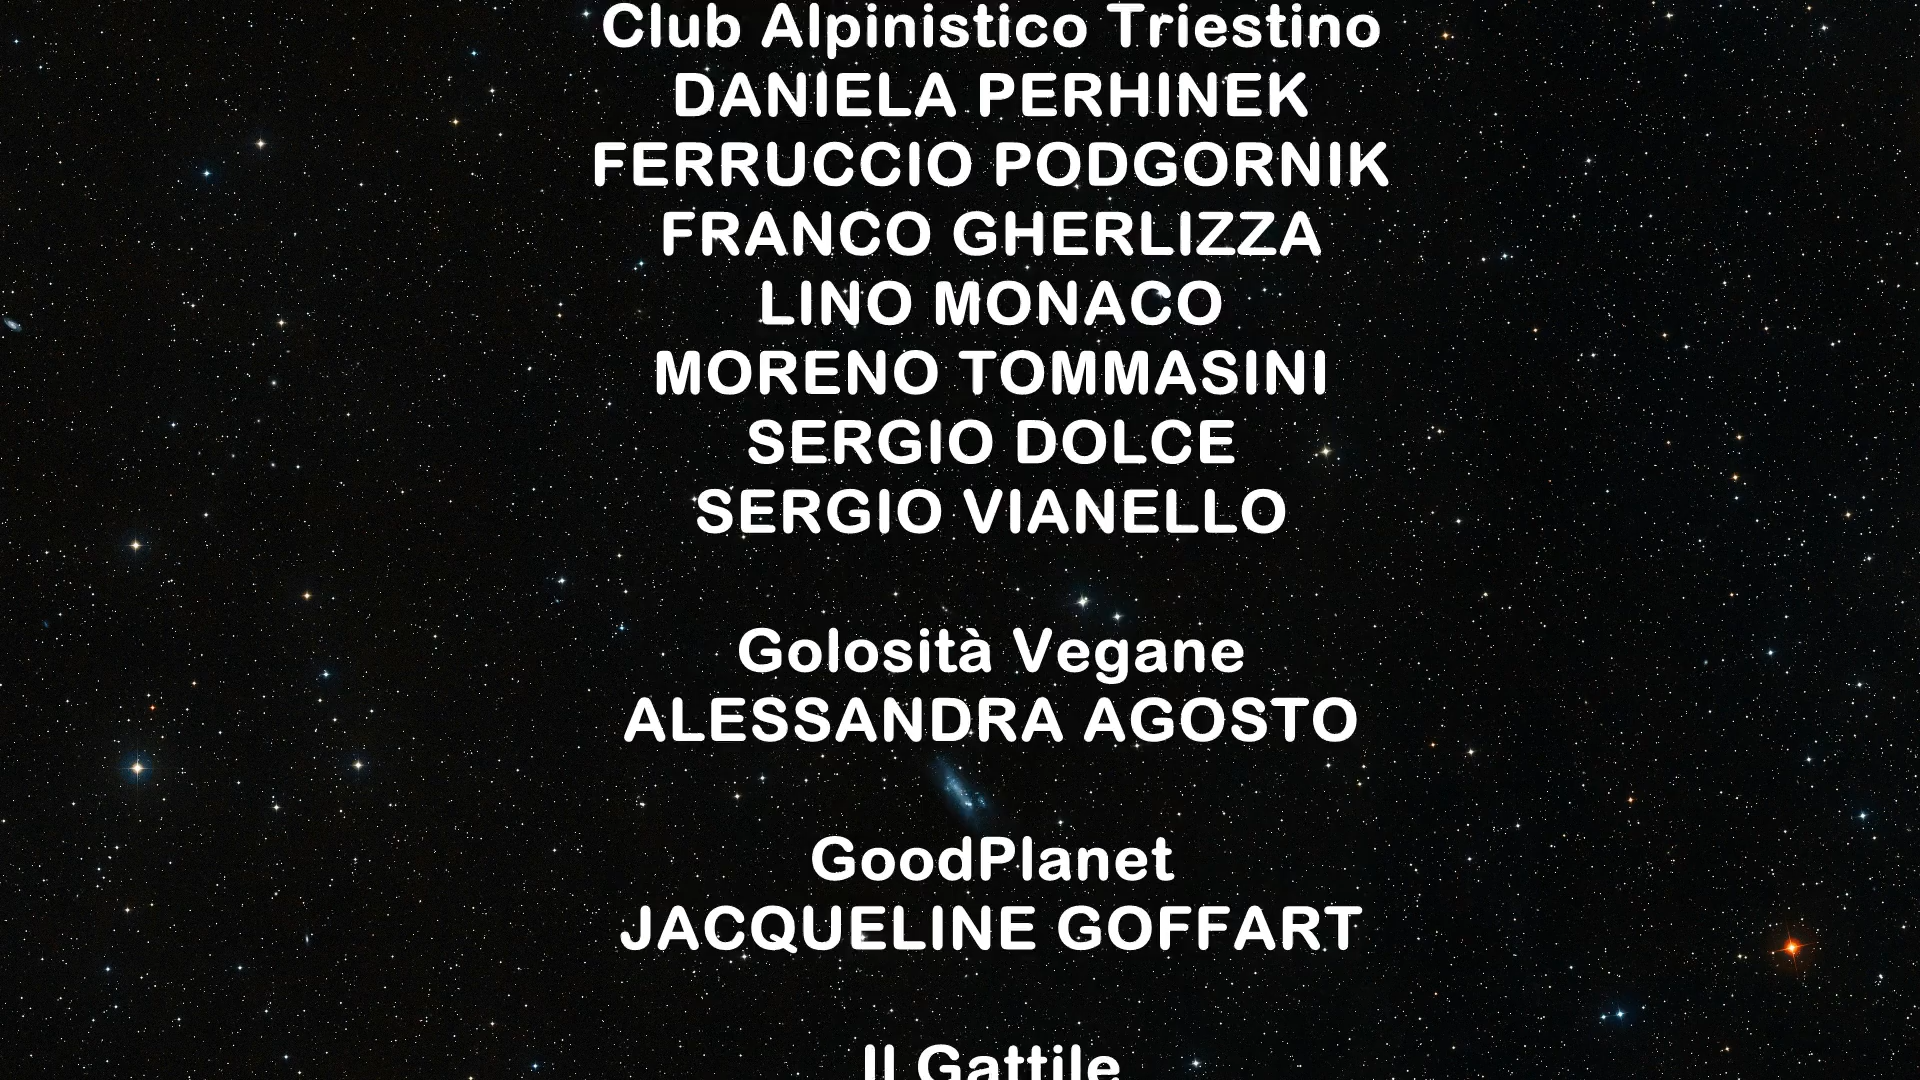 Club Alpinistico Triestino
DANIELA PERHINEK
FERRUCCIO PODGORNIK
FRANCO GHERLIZZA
LINO MONACO
MORENO TOMMASINI
SERGIO DOLCE
SERGIO VIANELLO
Golosità Vegane
ALESSANDRA AGOSTO
GoodPlanet
JACQUELINE GOFFART
Il Gattile